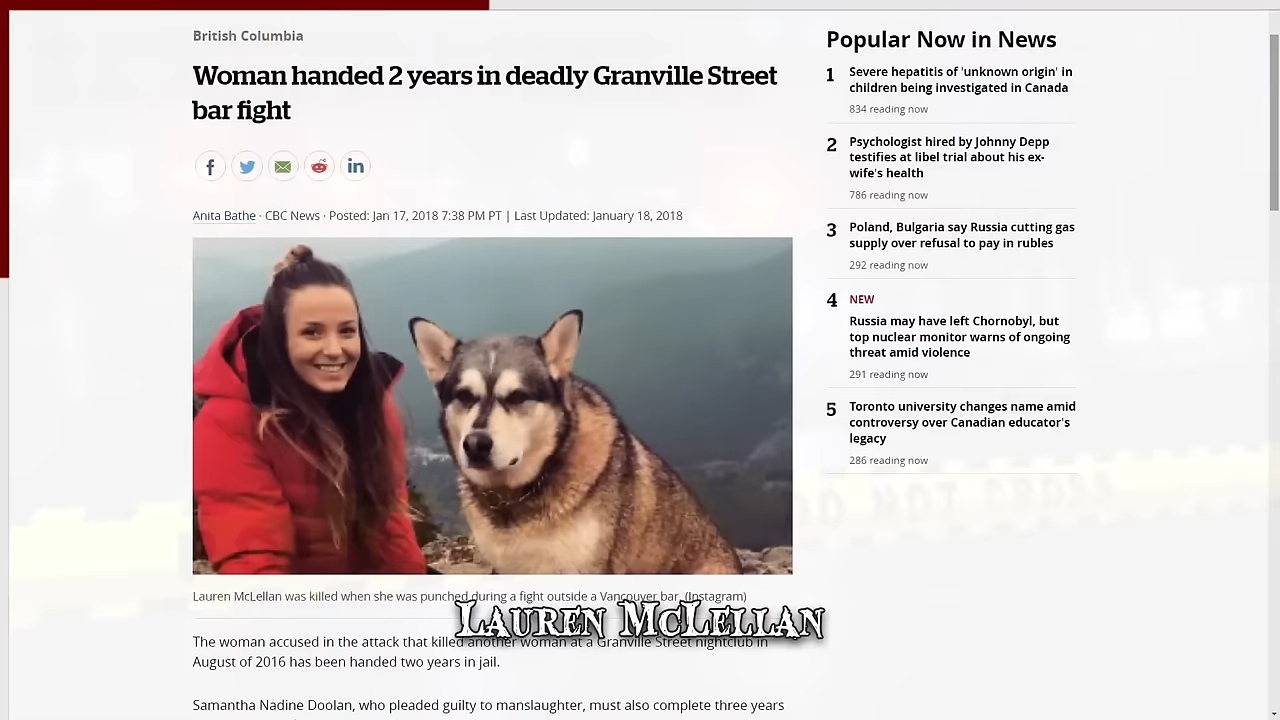 British Columbia
Woman handed 2 years in deadly Granville Street
bar fight
Anita Bathe · CBC News · Posted: Jan 17, 2018 7:38 PM PT | Last Updated: January 18, 2018
Lauren McLellan was killed when she was punched during a fight outside a Vancouver bar. (Instagram)
Lauren McLellan
The woman accused in the attack that killed another woman at a Granville Street nightclub in
August of 2016 has been handed two years in jail.
Samantha Nadine Doolan, who pleaded guilty to manslaughter, must also complete three years
Popular Now in News
1 Severe hepatitis of 'unknown origin' in
children being investigated in Canada
834 reading now
2 Psychologist hired by Johnny Depp
testifies at libel trial about his ex-
wife's health
786 reading now
3 Poland, Bulgaria say Russia cutting gas
supply over refusal to pay in rubles
292 reading now
4 NEW
Russia may have left Chornobyl, but
top nuclear monitor warns of ongoing
threat amid violence
291 reading now
5 Toronto university changes name amid
controversy over Canadian educator's
legacy
286 reading now